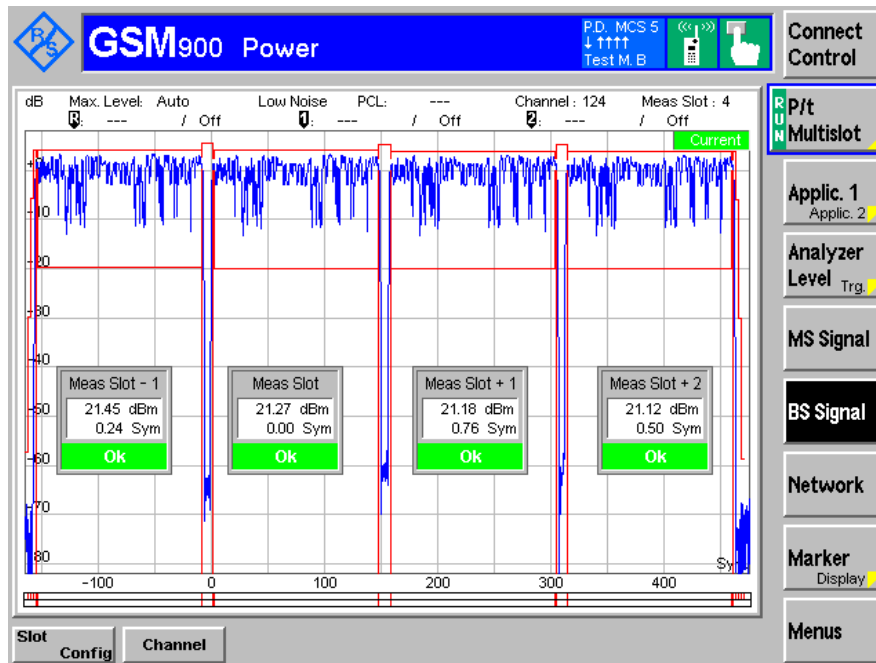 R/S
GSM900 Power
P.D. MCS 5
↓ ↑↑↑↑
Test M. B
Connect Control
dB Max. Level: Auto Low Noise PCL: --- Channel : 124 Meas Slot : 4
R: --- / Off 1: --- / Off 2: --- / Off
Current
RUN
P/t Multislot
Applic. 1
Applic. 2
Analyzer Level Trg.
MS Signal
BS Signal
Network
Marker
Display
Menus
-10
-20
-30
-40
-50
-60
-70
-80
Meas Slot - 1
21.45 dBm
0.24 Sym
Ok
Meas Slot
21.27 dBm
0.00 Sym
Ok
Meas Slot + 1
21.18 dBm
0.76 Sym
Ok
Meas Slot + 2
21.12 dBm
0.50 Sym
Ok
-100 0 100 200 300 400
Slot Config
Channel